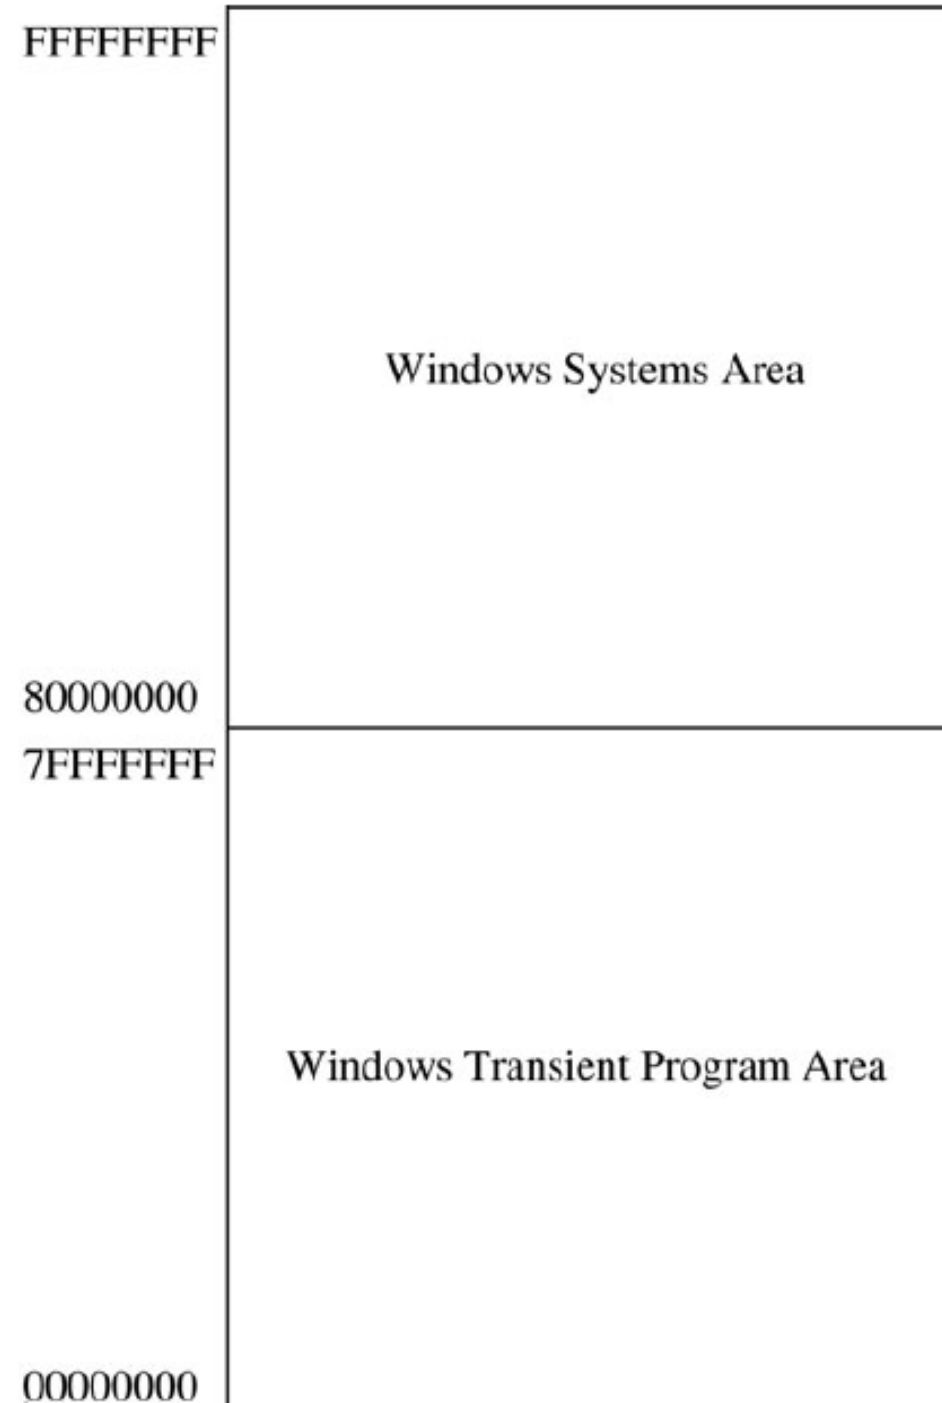 FFFFFFFF
Windows Systems Area
80000000
7FFFFFFF
Windows Transient Program Area
00000000